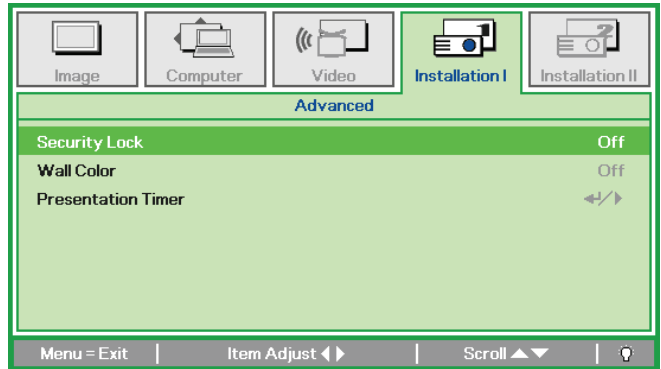 Image Computer Video Installation I Installation II
Advanced
Security Lock Off
Wall Color Off
Presentation Timer ↵/▶
Menu = Exit Item Adjust ◀▶ Scroll ▲▼